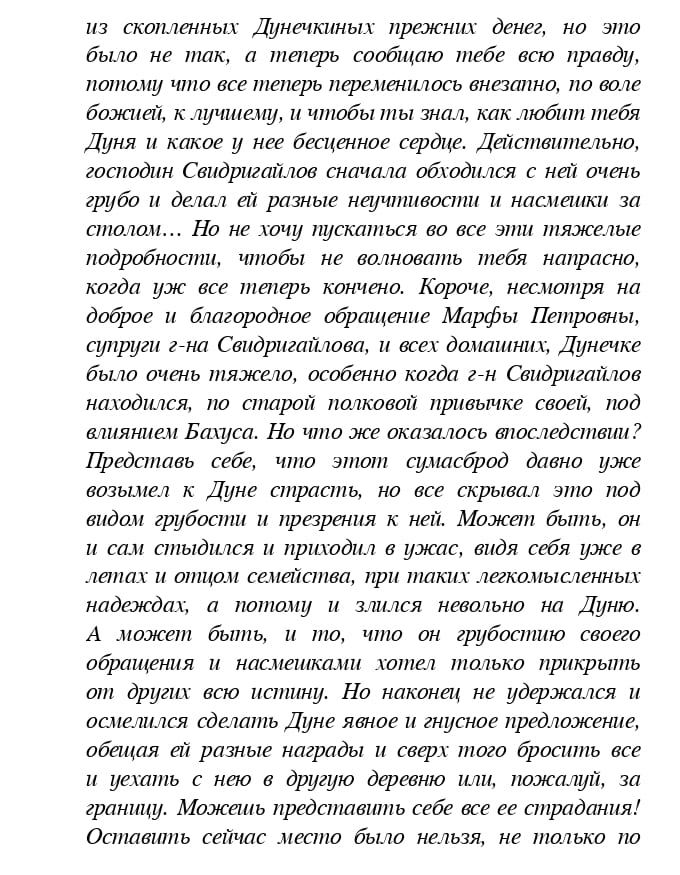 из скопленных Дунечкиных прежних денег, но это
было не так, а теперь сообщаю тебе всю правду,
потому что все теперь переменилось внезапно, по воле
божией, к лучшему, и чтобы ты знал, как любит тебя
Дуня и какое у нее бесценное сердце. Действительно,
господин Свидригайлов сначала обходился с ней очень
грубо и делал ей разные неучтивости и насмешки за
столом… Но не хочу пускаться во все эти тяжелые
подробности, чтобы не волновать тебя напрасно,
когда уж все теперь кончено. Короче, несмотря на
доброе и благородное обращение Марфы Петровны,
супруги г-на Свидригайлова, и всех домашних, Дунечке
было очень тяжело, особенно когда г-н Свидригайлов
находился, по старой полковой привычке своей, под
влиянием Бахуса. Но что же оказалось впоследствии?
Представь себе, что этот сумасброд давно уже
возымел к Дуне страсть, но все скрывал это под
видом грубости и презрения к ней. Может быть, он
и сам стыдился и приходил в ужас, видя себя уже в
летах и отцом семейства, при таких легкомысленных
надеждах, а потому и злился невольно на Дуню.
А может быть, и то, что он грубостию своего
обращения и насмешками хотел только прикрыть
от других всю истину. Но наконец не удержался и
осмелился сделать Дуне явное и гнусное предложение,
обещая ей разные награды и сверх того бросить все
и уехать с нею в другую деревню или, пожалуй, за
границу. Можешь представить себе все ее страдания!
Оставить сейчас место было нельзя, не только по